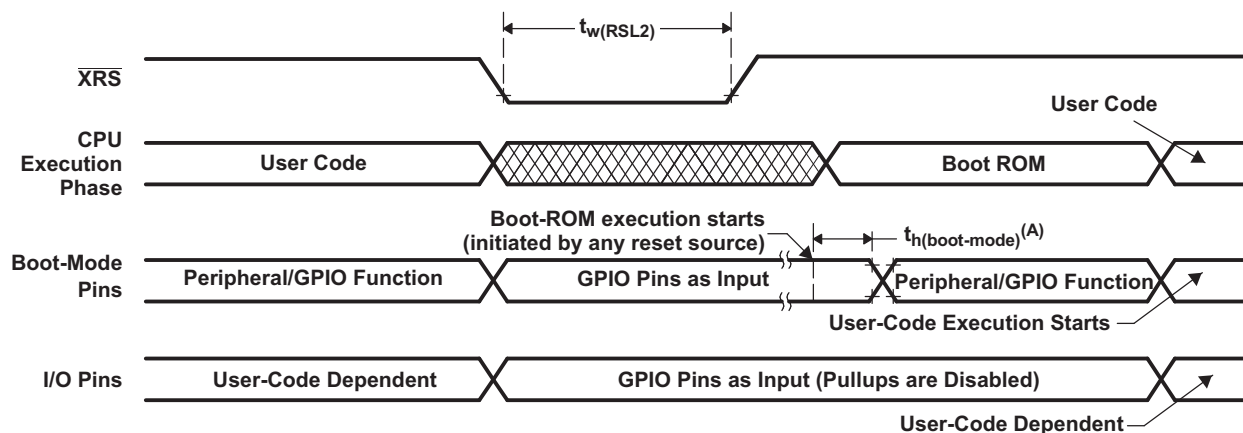 tw(RSL2)
XRS
User Code
CPU
Execution
Phase
User Code
Boot ROM
Boot-ROM execution starts
(initiated by any reset source)
th(boot-mode)(A)
Boot-Mode
Pins
Peripheral/GPIO Function
GPIO Pins as Input
Peripheral/GPIO Function
User-Code Execution Starts
I/O Pins
User-Code Dependent
GPIO Pins as Input (Pullups are Disabled)
User-Code Dependent